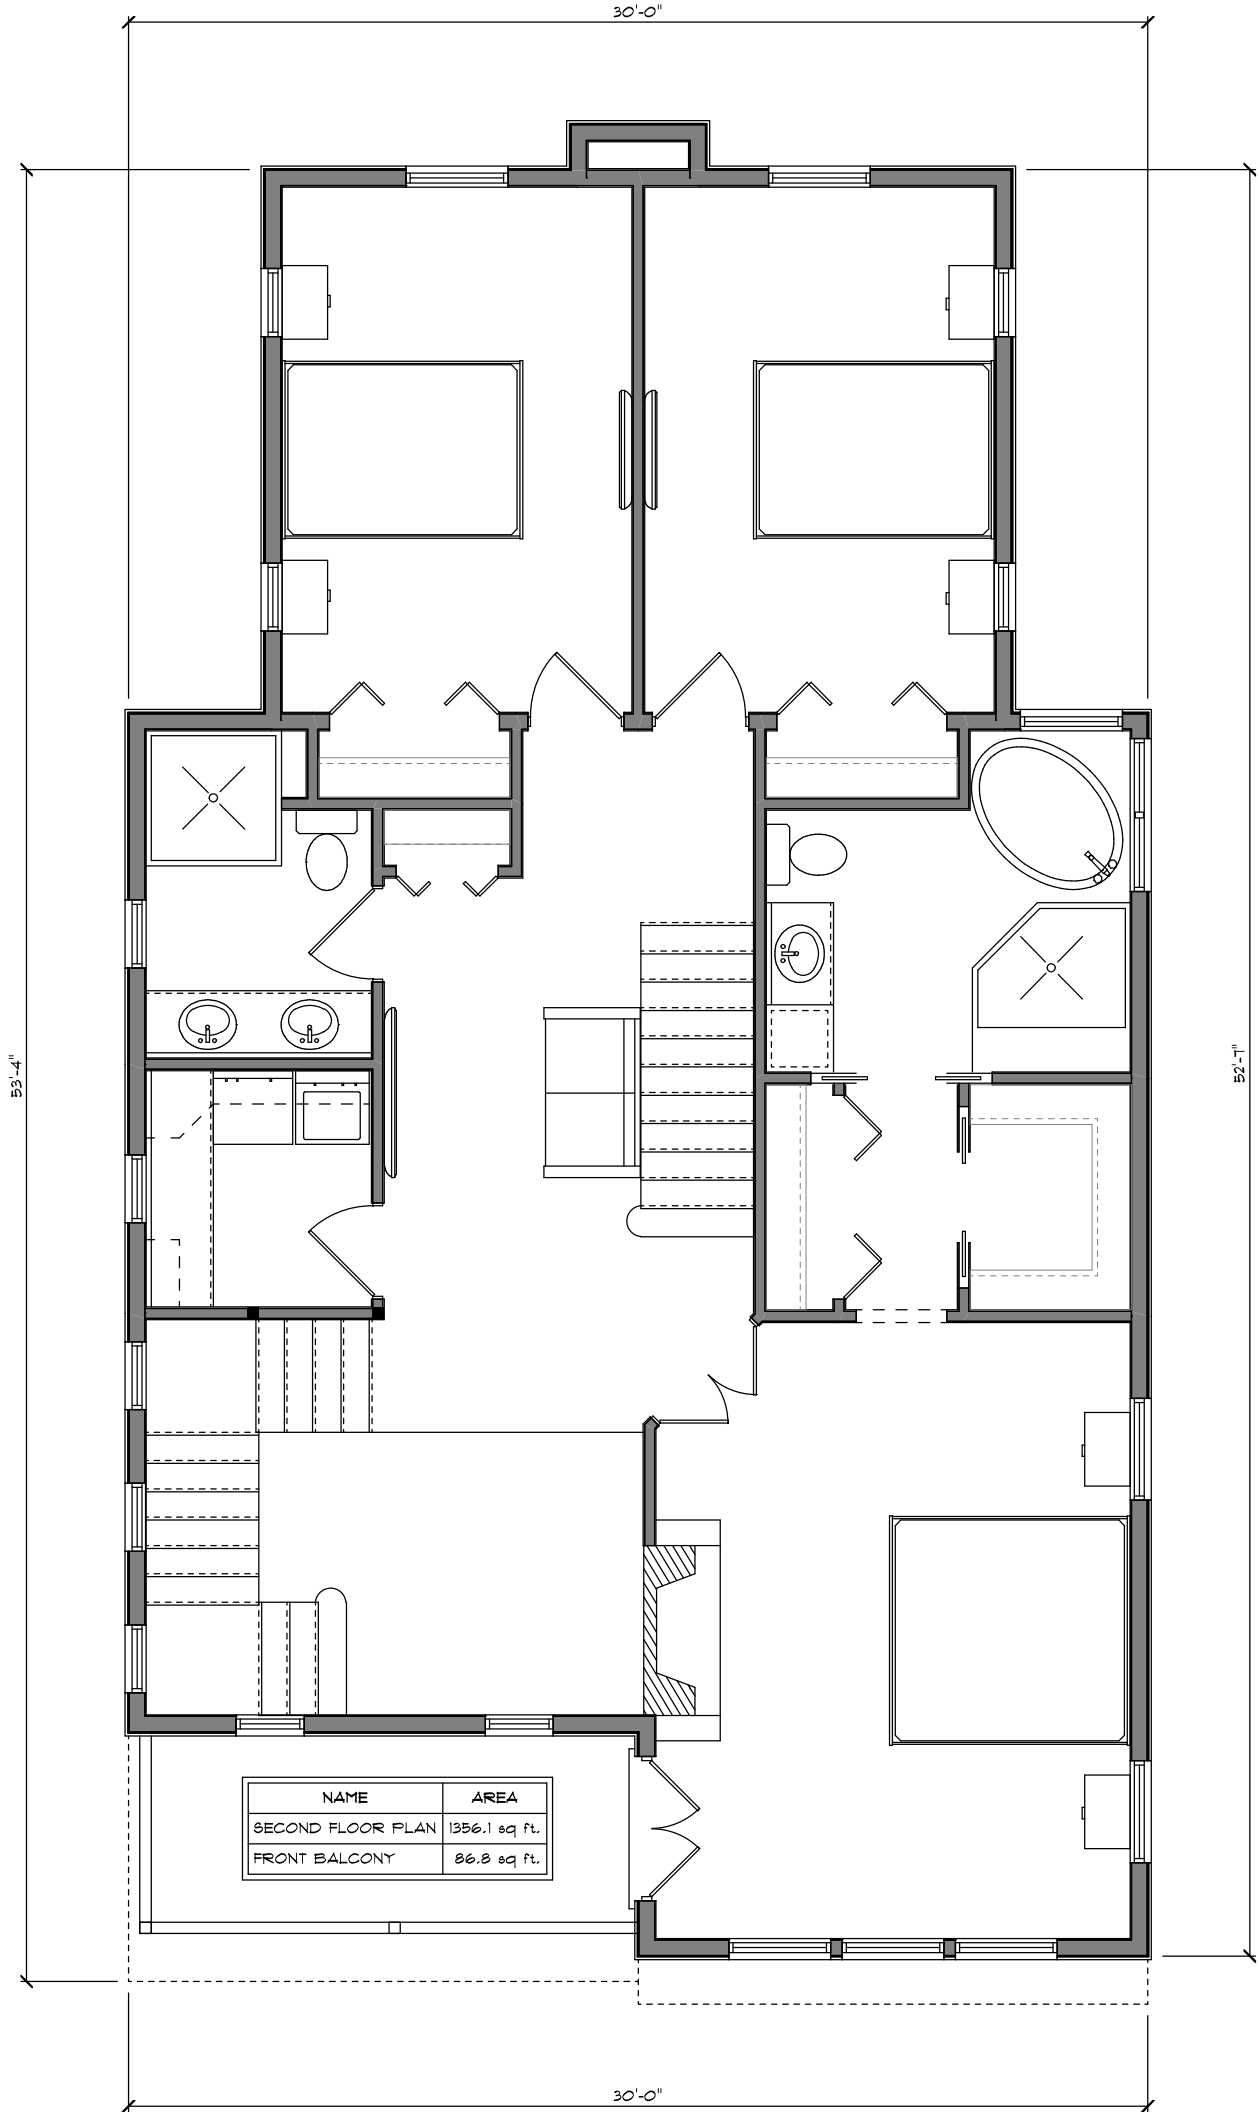 30'-0"
53'-4"
52'-7"
NAME AREA
SECOND FLOOR PLAN 1356.1 sq ft.
FRONT BALCONY 86.8 sq ft.
30'-0"